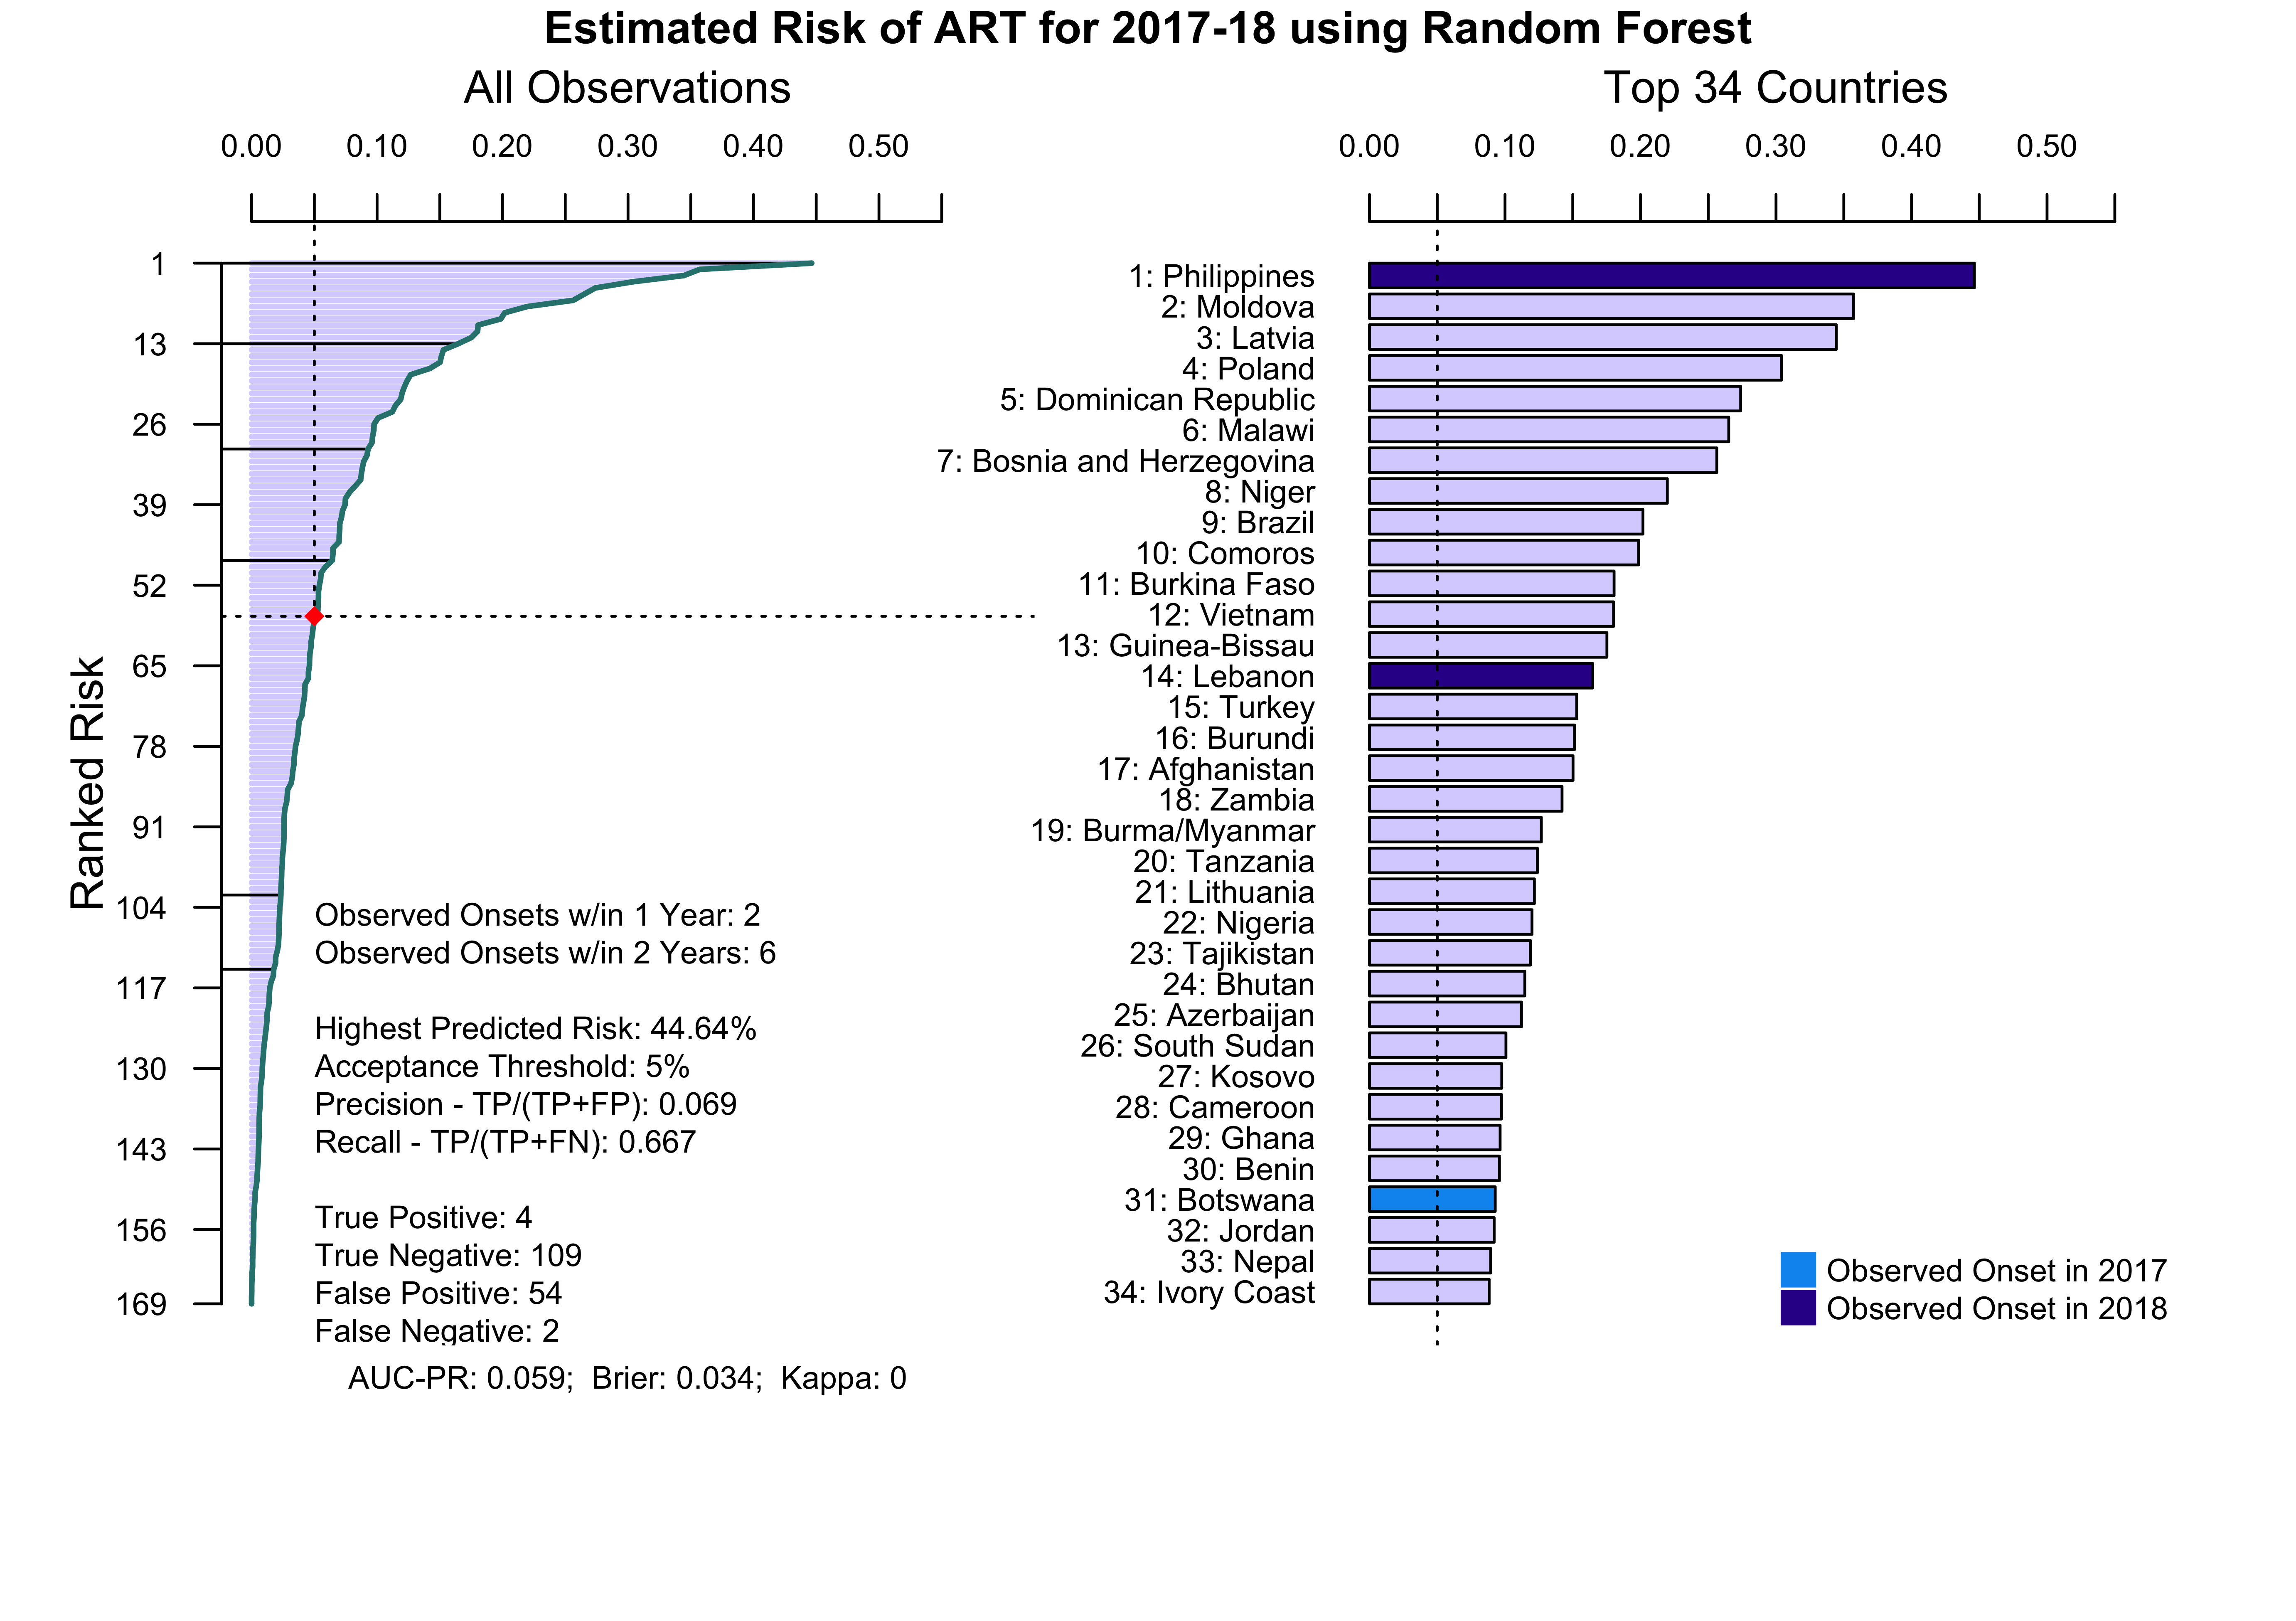 Estimated Risk of ART for 2017-18 using Random Forest
All Observations
0.00 0.10 0.20 0.30 0.40 0.50
Ranked Risk
1
13
26
39
52
65
78
91
104
117
130
143
156
169
Observed Onsets w/in 1 Year: 2
Observed Onsets w/in 2 Years: 6
Highest Predicted Risk: 44.64%
Acceptance Threshold: 5%
Precision - TP/(TP+FP): 0.069
Recall - TP/(TP+FN): 0.667
True Positive: 4
True Negative: 109
False Positive: 54
False Negative: 2
AUC-PR: 0.059; Brier: 0.034; Kappa: 0
Top 34 Countries
0.00 0.10 0.20 0.30 0.40 0.50
1: Philippines
2: Moldova
3: Latvia
4: Poland
5: Dominican Republic
6: Malawi
7: Bosnia and Herzegovina
8: Niger
9: Brazil
10: Comoros
11: Burkina Faso
12: Vietnam
13: Guinea-Bissau
14: Lebanon
15: Turkey
16: Burundi
17: Afghanistan
18: Zambia
19: Burma/Myanmar
20: Tanzania
21: Lithuania
22: Nigeria
23: Tajikistan
24: Bhutan
25: Azerbaijan
26: South Sudan
27: Kosovo
28: Cameroon
29: Ghana
30: Benin
31: Botswana
32: Jordan
33: Nepal
34: Ivory Coast
Observed Onset in 2017
Observed Onset in 2018